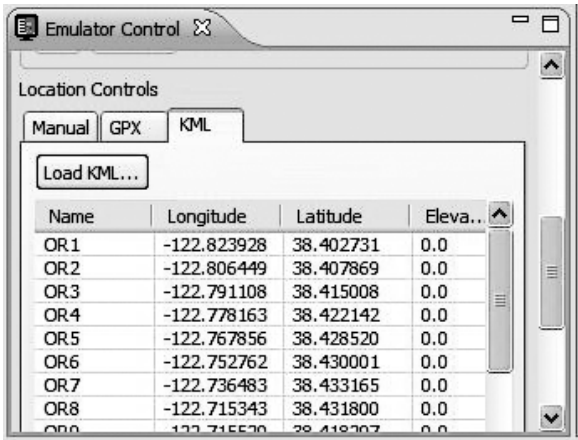 Emulator Control
Location Controls
Manual GPX KML
Load KML...
Name Longitude Latitude Eleva...
OR1 -122.823928 38.402731 0.0
OR2 -122.806449 38.407869 0.0
OR3 -122.791108 38.415008 0.0
OR4 -122.778163 38.422142 0.0
OR5 -122.767856 38.428520 0.0
OR6 -122.752762 38.430001 0.0
OR7 -122.736483 38.433165 0.0
OR8 -122.715343 38.431800 0.0